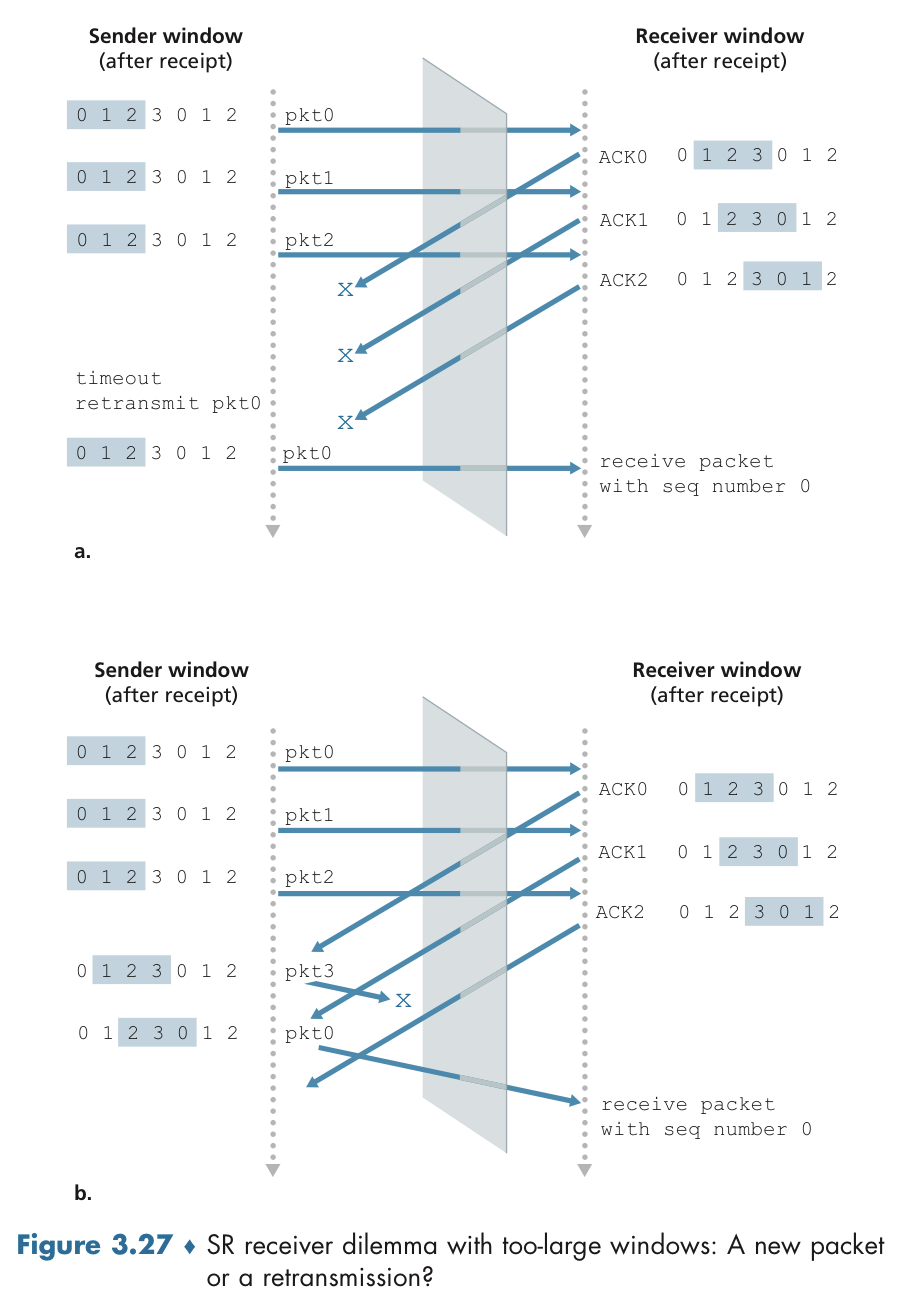 Sender window
(after receipt)
Receiver window
(after receipt)
0 1 2 3 0 1 2
pkt0
ACK0 0 1 2 3 0 1 2
0 1 2 3 0 1 2
pkt1
ACK1 0 1 2 3 0 1 2
0 1 2 3 0 1 2
pkt2
ACK2 0 1 2 3 0 1 2
X
X
timeout
retransmit pkt0
X
0 1 2 3 0 1 2
pkt0
receive packet
with seq number 0
a.
Sender window
(after receipt)
Receiver window
(after receipt)
0 1 2 3 0 1 2
pkt0
ACK0 0 1 2 3 0 1 2
0 1 2 3 0 1 2
pkt1
ACK1 0 1 2 3 0 1 2
0 1 2 3 0 1 2
pkt2
ACK2 0 1 2 3 0 1 2
0 1 2 3 0 1 2
pkt3
X
0 1 2 3 0 1 2
pkt0
receive packet
with seq number 0
b.
Figure 3.27 ♦ SR receiver dilemma with too-large windows: A new packet
or a retransmission?